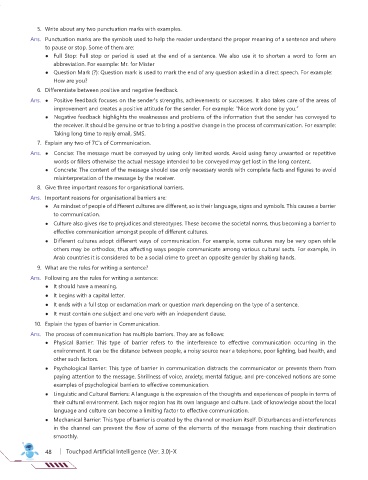 5. Write about any two punctuation marks with examples.
Ans. Punctuation marks are the symbols used to help the reader understand the proper meaning of a sentence and where
to pause or stop. Some of them are:
● Full Stop: Full stop or period is used at the end of a sentence. We also use it to shorten a word to form an
abbreviation. For example: Mr. for Mister
● Question Mark (?): Question mark is used to mark the end of any question asked in a direct speech. For example:
How are you?
6. Differentiate between positive and negative feedback.
Ans. ● Positive feedback focuses on the sender's strengths, achievements or successes. It also takes care of the areas of
improvement and creates a positive attitude for the sender. For example: "Nice work done by you."
● Negative feedback highlights the weaknesses and problems of the information that the sender has conveyed to
the receiver. It should be genuine or true to bring a positive change in the process of communication. For example:
Taking long time to reply email, SMS.
7. Explain any two of 7C's of Communication.
Ans. ● Concise: The message must be conveyed by using only limited words. Avoid using fancy unwanted or repetitive
words or fillers otherwise the actual message intended to be conveyed may get lost in the long content.
● Concrete: The content of the message should use only necessary words with complete facts and figures to avoid
misinterpretation of the message by the receiver.
8. Give three important reasons for organisational barriers.
Ans. Important reasons for organisational barriers are:
● As mindset of people of different cultures are different, so is their language, signs and symbols. This causes a barrier
to communication.
● Culture also gives rise to prejudices and stereotypes. These become the societal norms, thus becoming a barrier to
effective communication amongst people of different cultures.
● Different cultures adopt different ways of communication. For example, some cultures may be very open while
others may be orthodox; thus affecting ways people communicate among various cultural sects. For example, in
Arab countries it is considered to be a social crime to greet an opposite gender by shaking hands.
9. What are the rules for writing a sentence?
Ans. Following are the rules for writing a sentence:
● It should have a meaning.
● It begins with a capital letter.
● It ends with a full stop or exclamation mark or question mark depending on the type of a sentence.
● It must contain one subject and one verb with an independent clause.
10. Explain the types of barrier in Communication.
Ans. The process of communication has multiple barriers. They are as follows:
● Physical Barrier: This type of barrier refers to the interference to effective communication occurring in the
environment. It can be the distance between people, a noisy source near a telephone, poor lighting, bad health, and
other such factors.
● Psychological Barrier: This type of barrier in communication distracts the communicator or prevents them from
paying attention to the message. Shrillness of voice, anxiety, mental fatigue, and pre-conceived notions are some
examples of psychological barriers to effective communication.
● Linguistic and Cultural Barriers: A language is the expression of the thoughts and experiences of people in terms of
their cultural environment. Each major region has its own language and culture. Lack of knowledge about the local
language and culture can become a limiting factor to effective communication.
● Mechanical Barrier: This type of barrier is created by the channel or medium itself. Disturbances and interferences
in the channel can prevent the flow of some of the elements of the message from reaching their destination
smoothly.
48 | Touchpad Artificial Intelligence (Ver. 3.0)-X